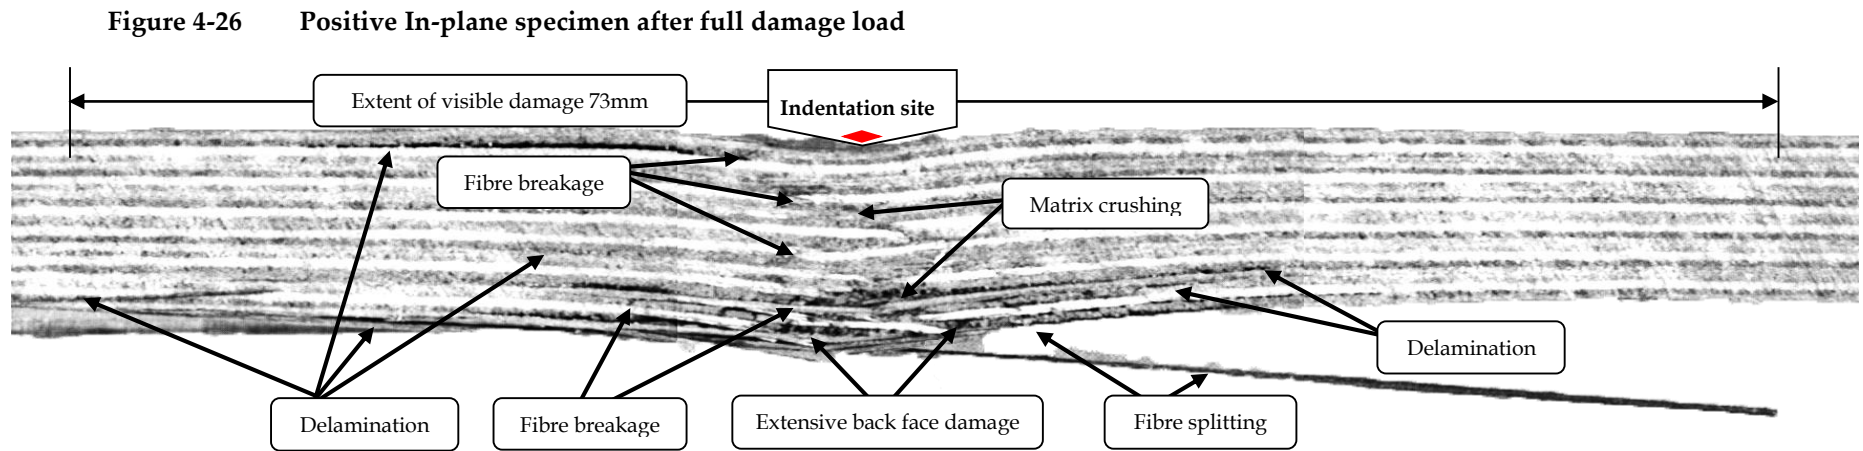 Figure 4-26 Positive In-plane specimen after full damage load
Extent of visible damage 73mm
Indentation site
Fibre breakage
Matrix crushing
Delamination
Delamination
Fibre breakage
Extensive back face damage
Fibre splitting